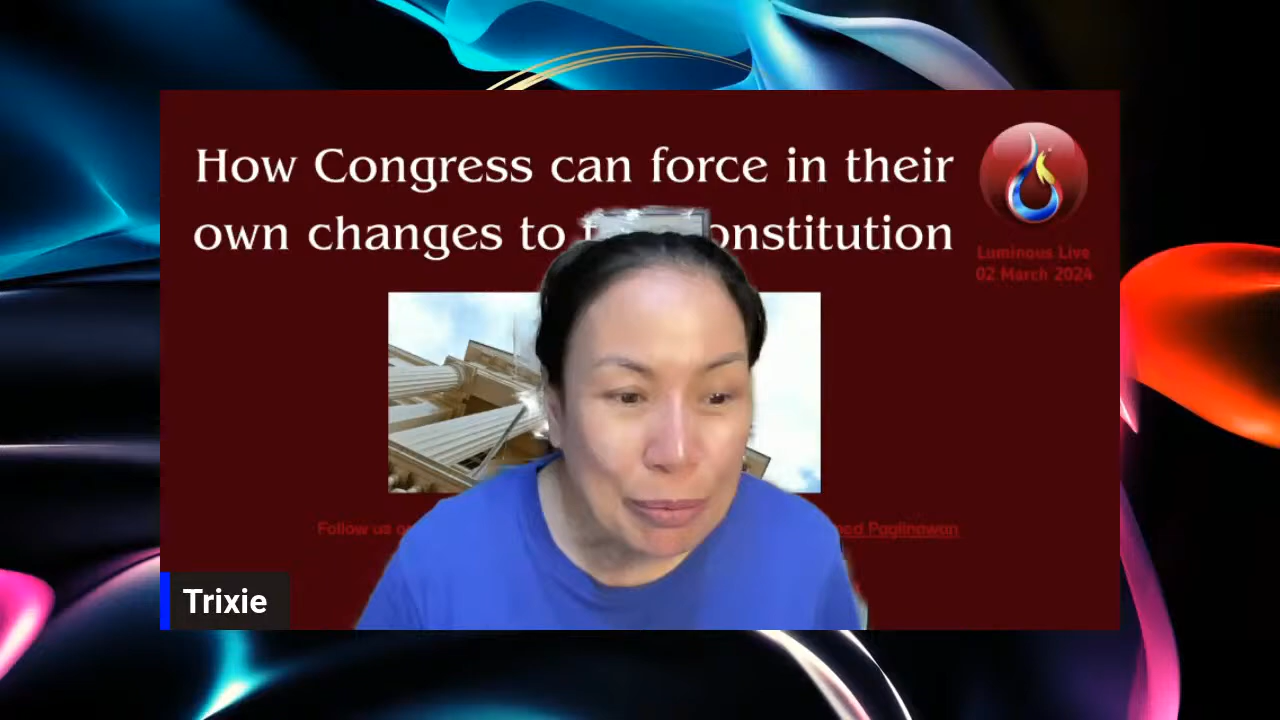 How Congress can force in their
own changes to onstitution
Luminous Live
02 March 2024
Follow us
Paglinawan
Trixie